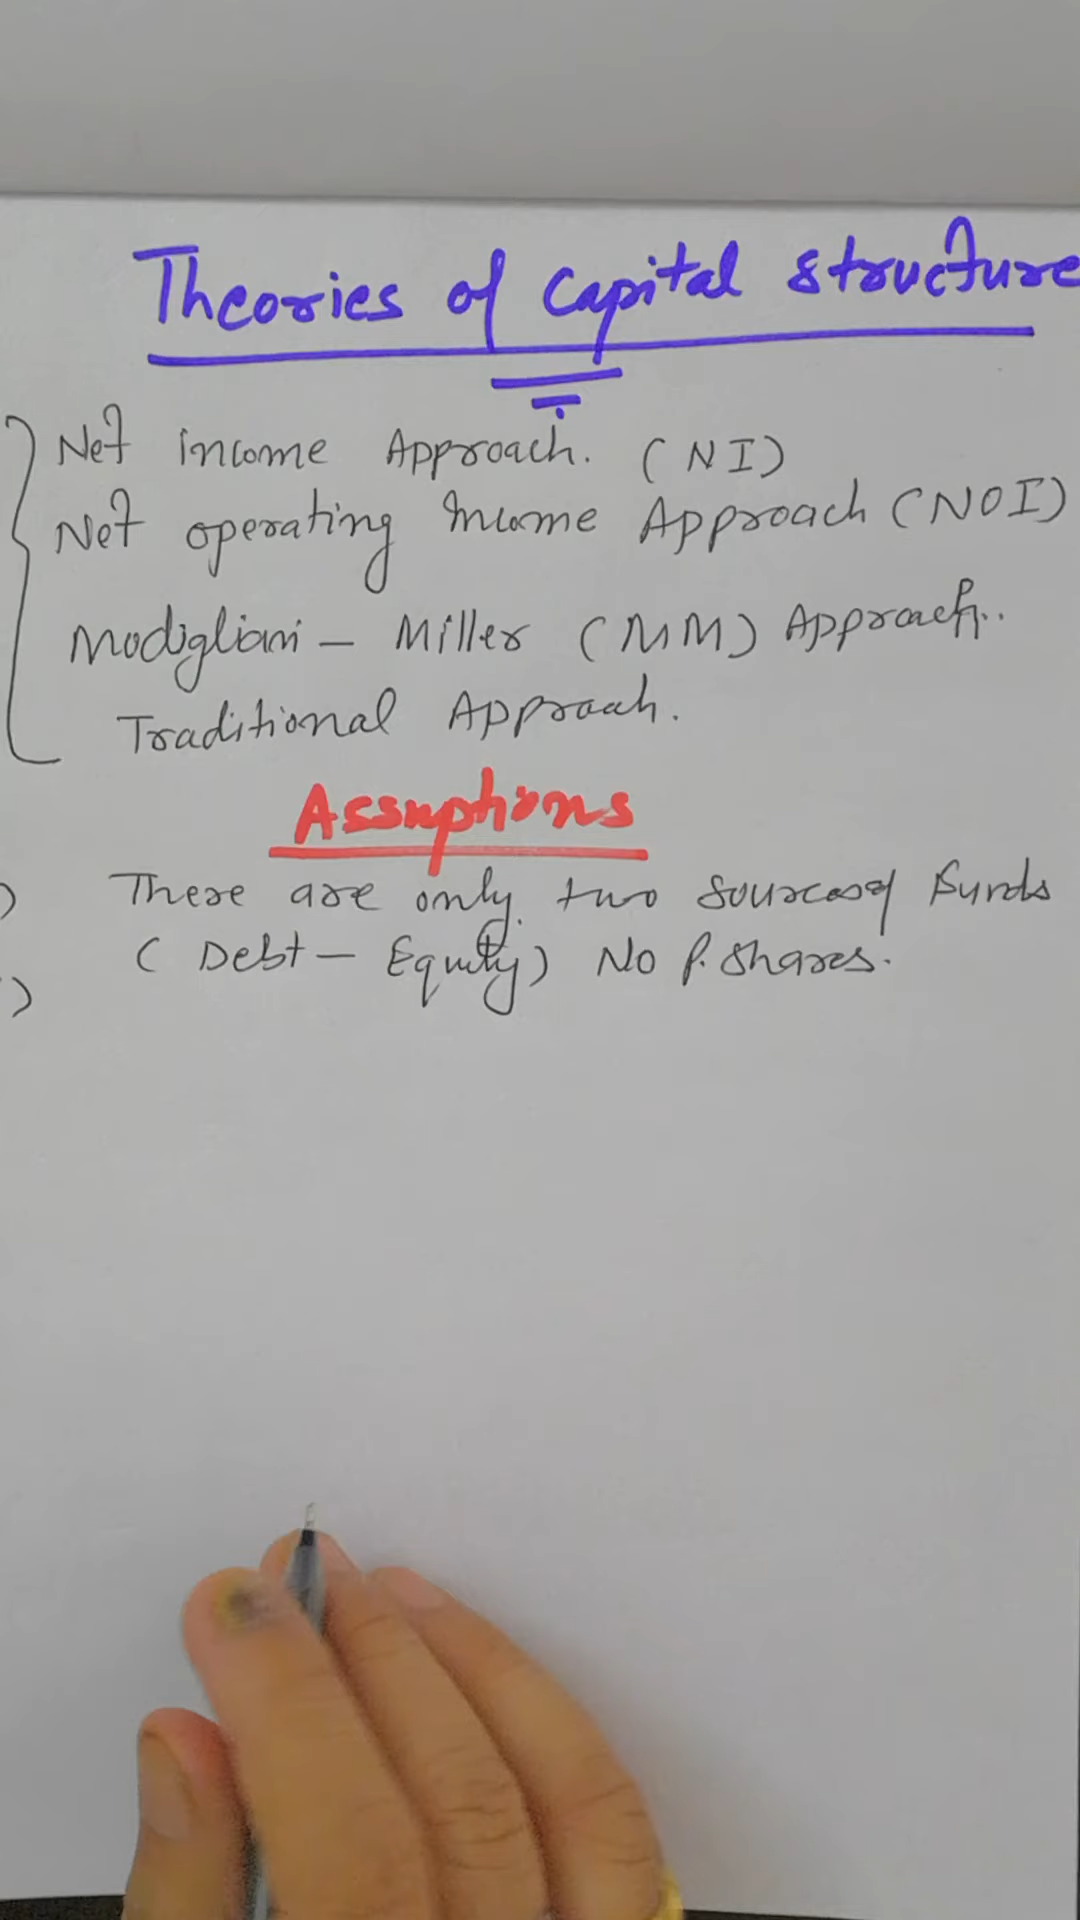 Theories of Capital Structure
Net income Approach. (NI)
Net operating Income Approach (NOI)
Modigliani - Miller (MM) Approach..
Traditional Approach.
Assuptions
) There are only two sources of Funds
(Debt - Equity) No P. Shares.
)